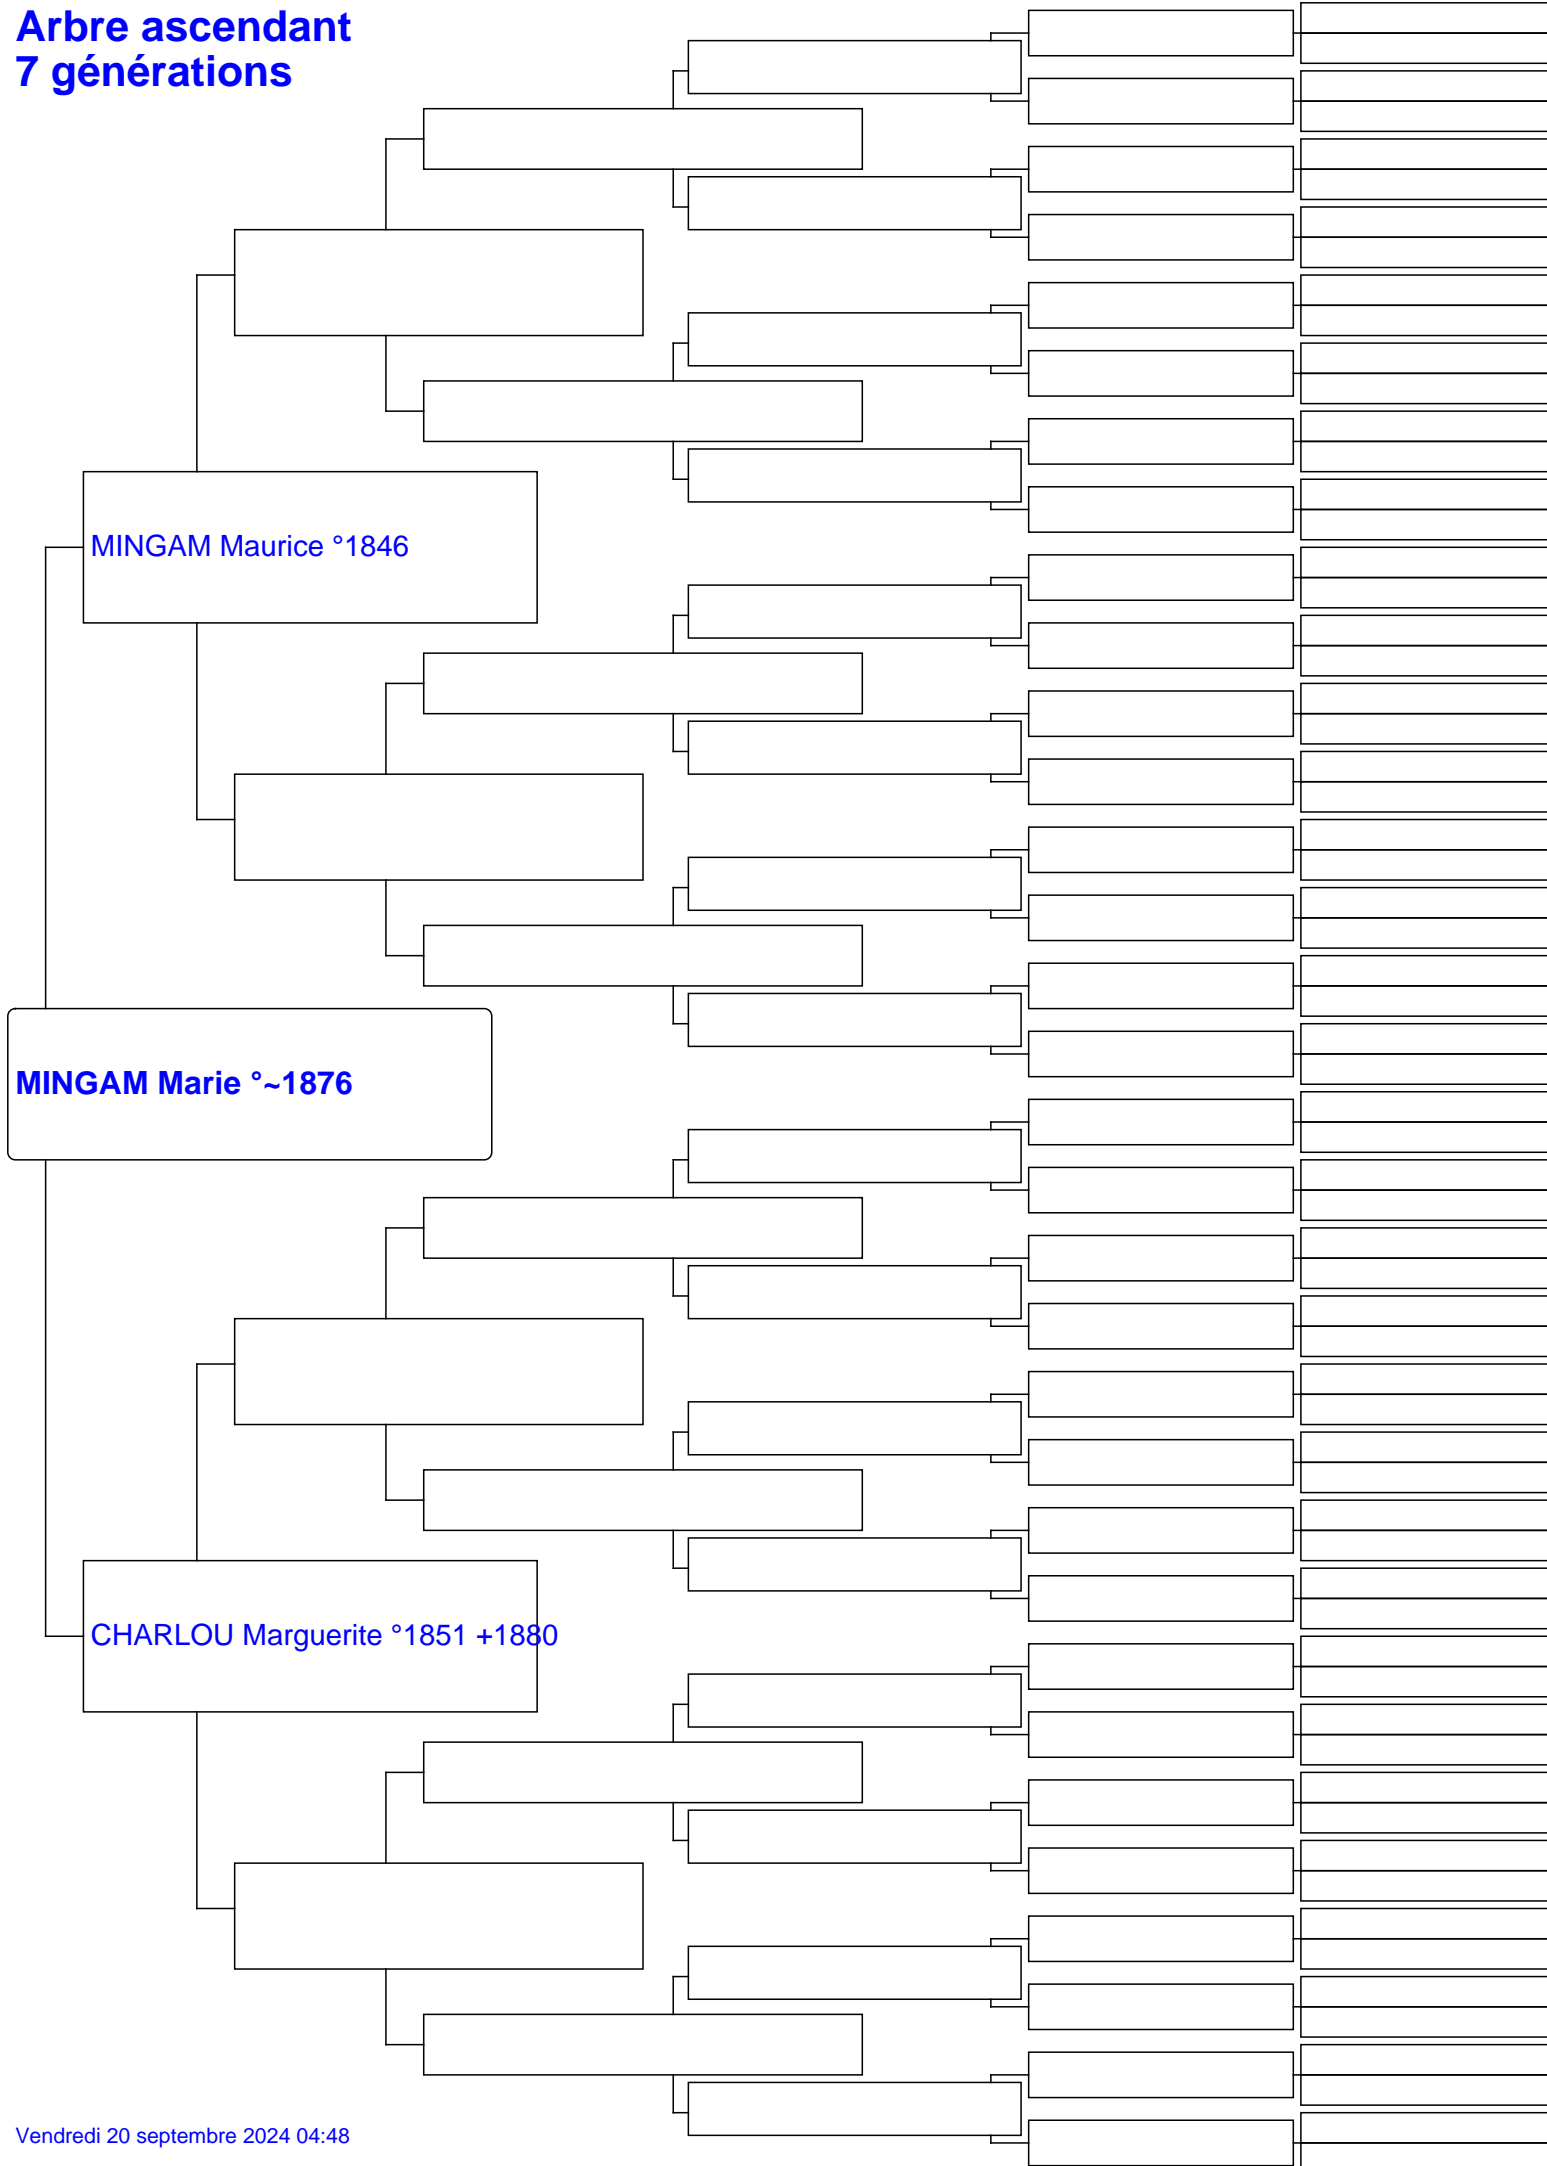 Arbre ascendant
7 générations
MINGAM Maurice °1846
MINGAM Marie °~1876
CHARLOU Marguerite °1851 +1880
Vendredi 20 septembre 2024 04:48